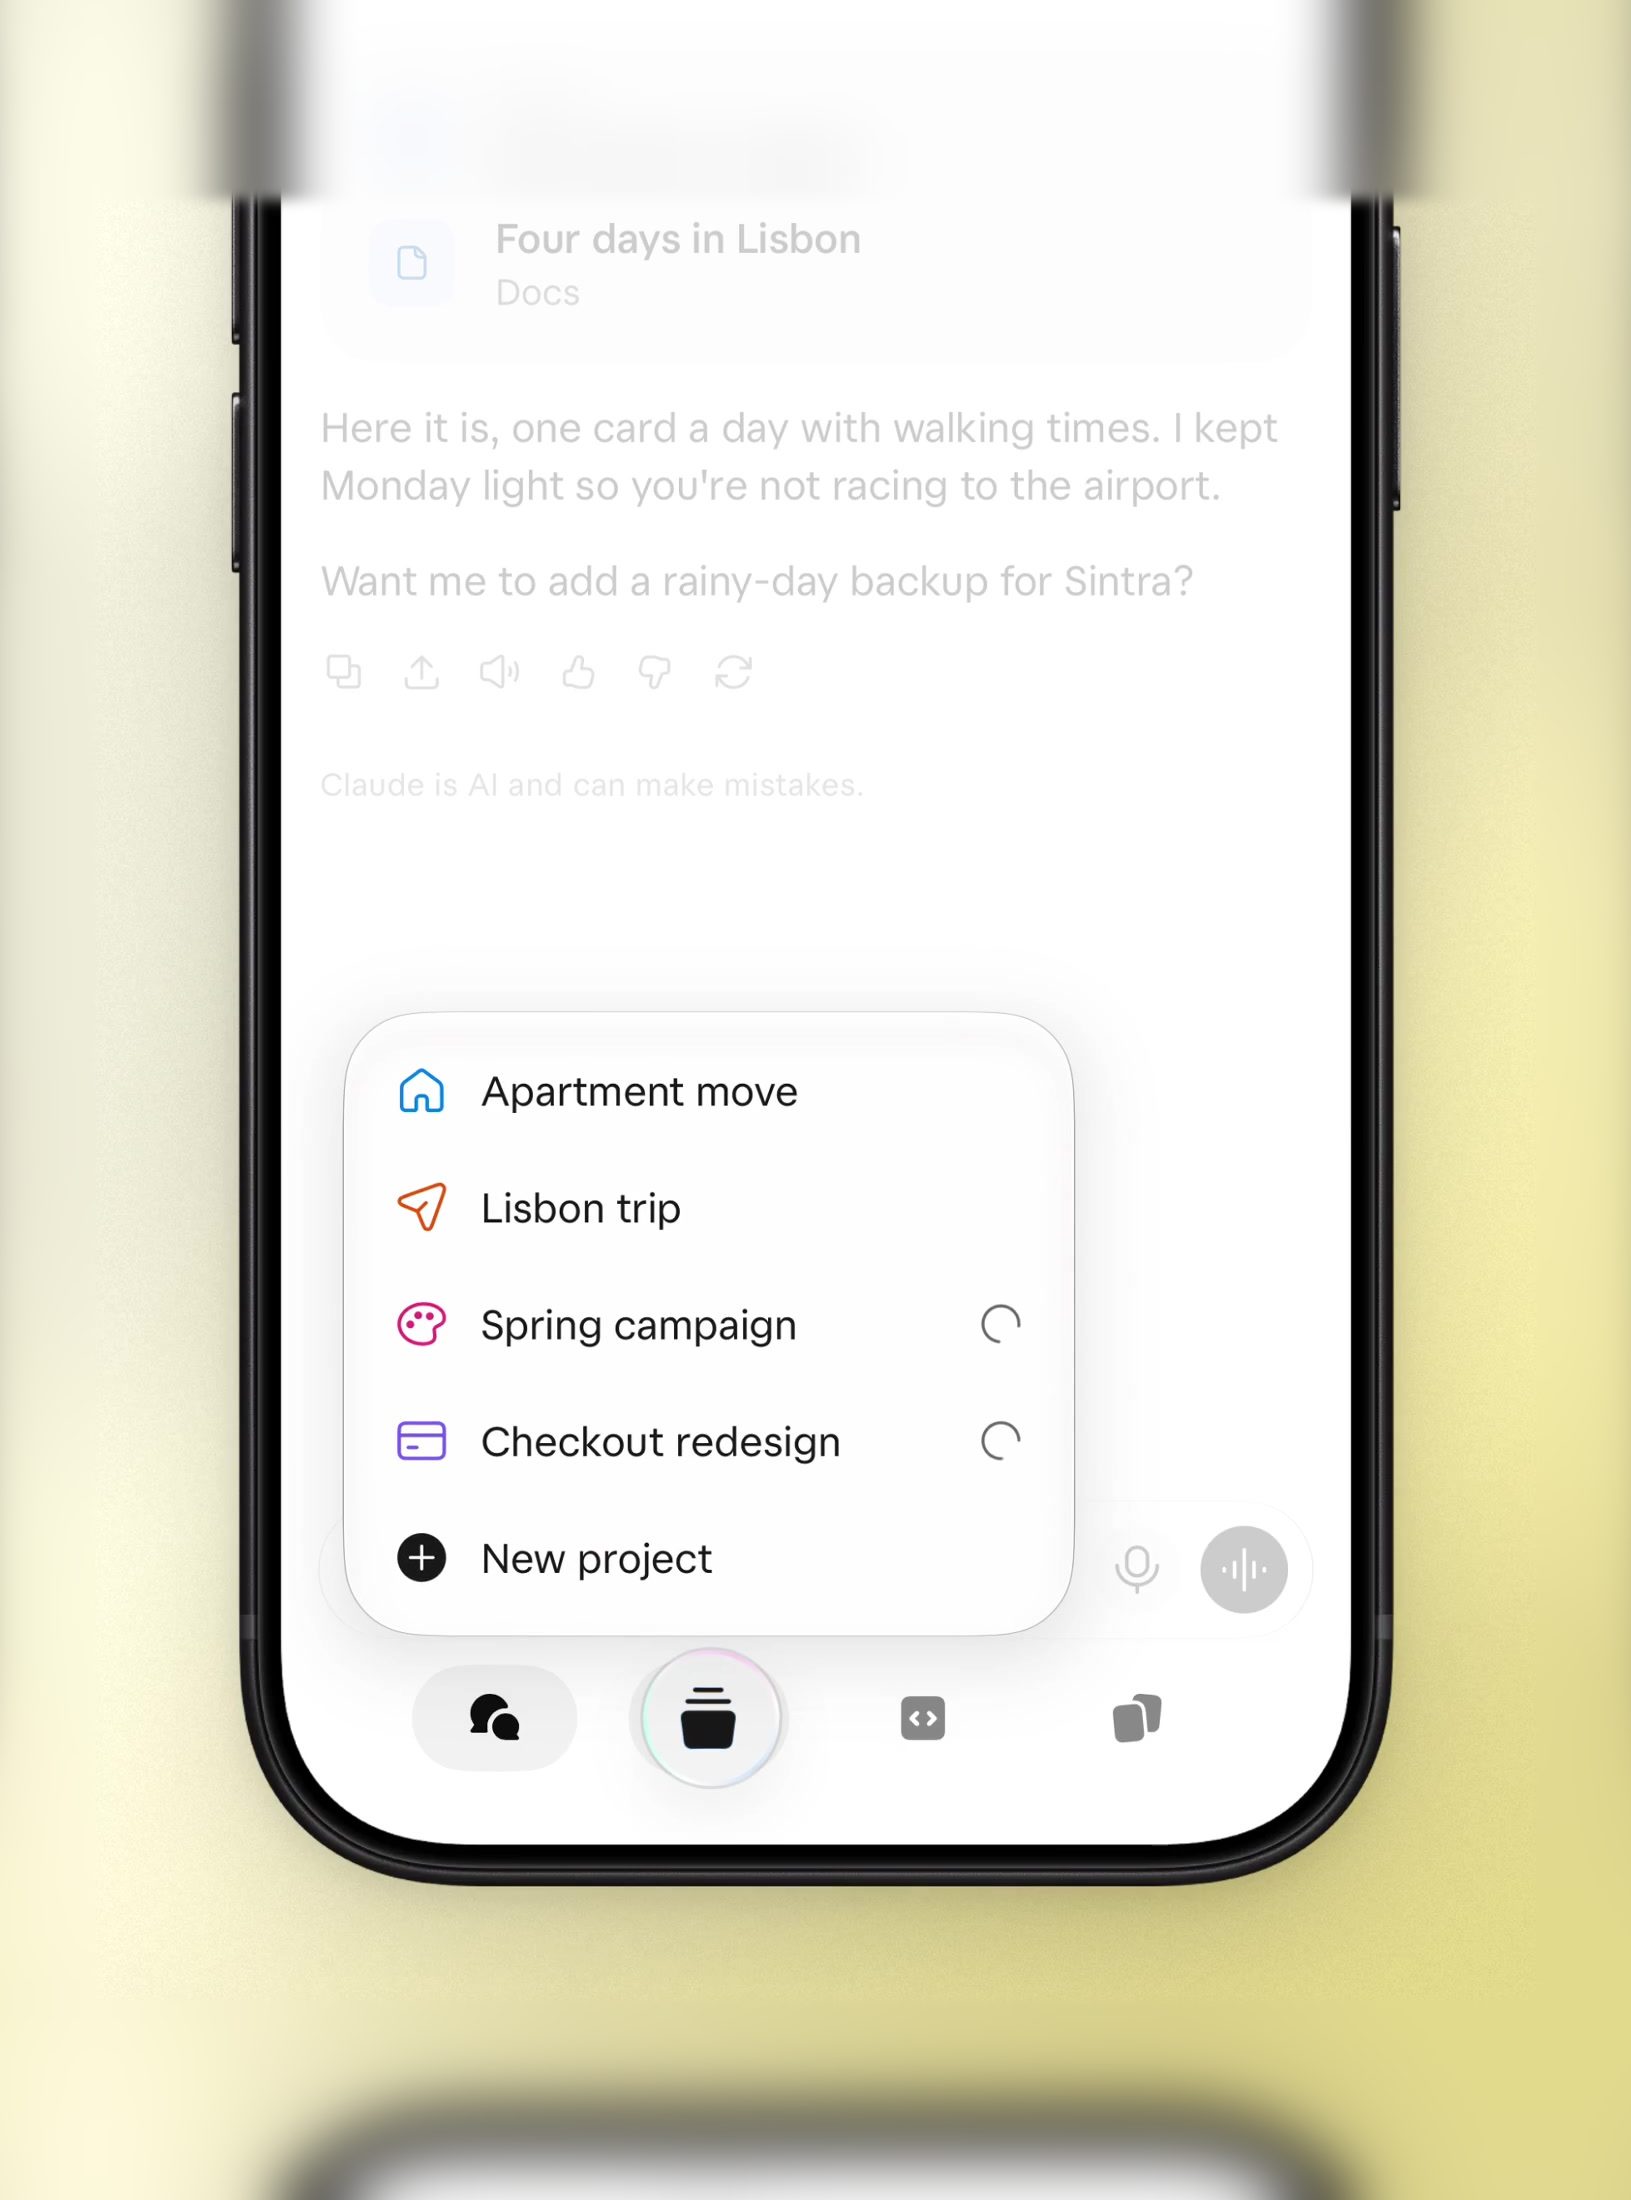 Four days in Lisbon
Docs
Here it is, one card a day with walking times. I kept
Monday light so you're not racing to the airport.
Want me to add a rainy-day backup for Sintra?
Claude is AI and can make mistakes.
Apartment move
Lisbon trip
Spring campaign
Checkout redesign
New project